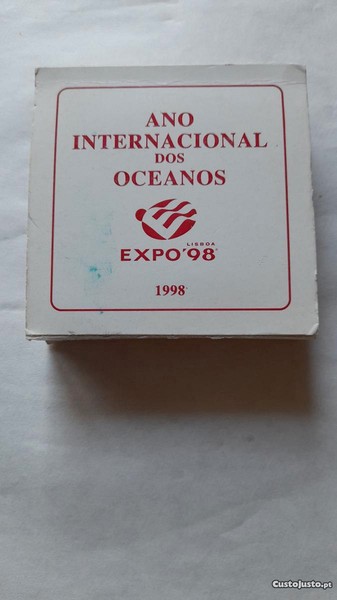 ANO
INTERNACIONAL
DOS
OCEANOS
LISBOA
EXPO'98
1998
CustoJusto.pt